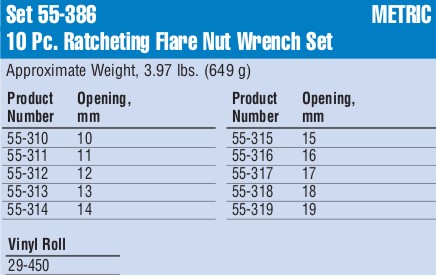 Set 55-386 METRIC
10 Pc. Ratcheting Flare Nut Wrench Set
Approximate Weight, 3.97 lbs. (649 g)
Product Opening, Product Opening,
Number mm Number mm
55-310 10 55-315 15
55-311 11 55-316 16
55-312 12 55-317 17
55-313 13 55-318 18
55-314 14 55-319 19
Vinyl Roll
29-450